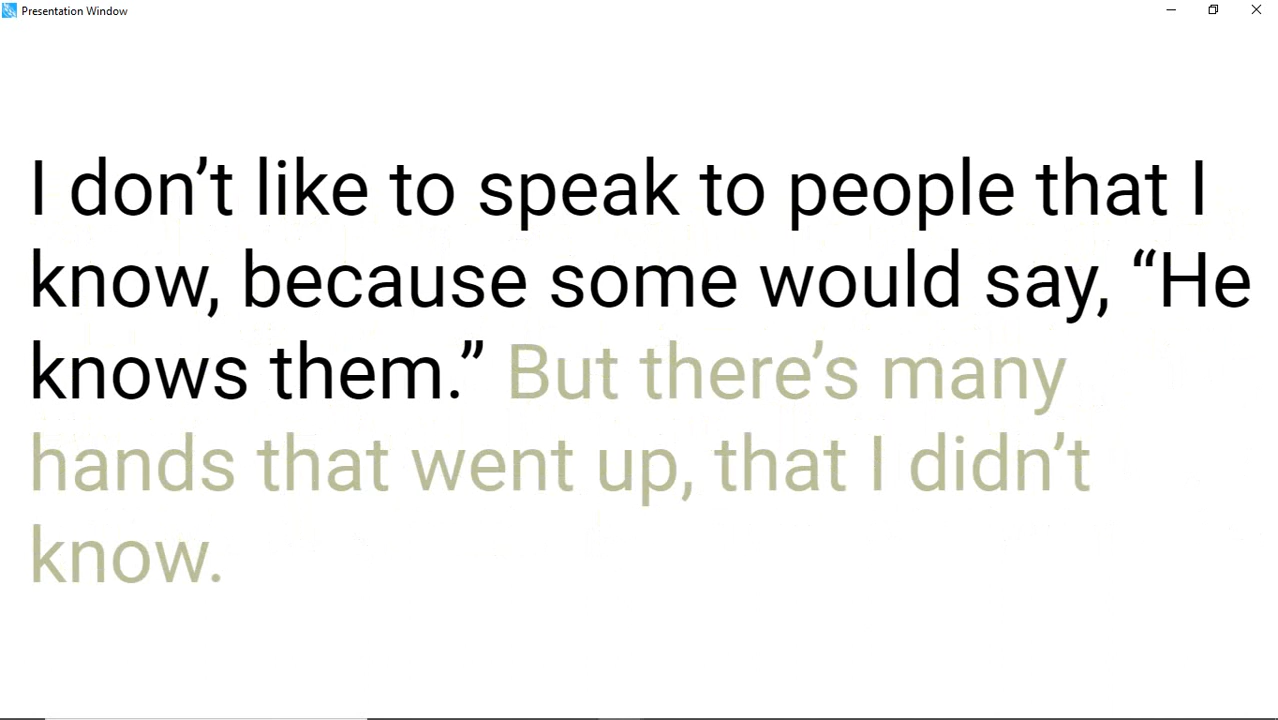 Presentation Window
I don’t like to speak to people that I
know, because some would say, “He
knows them.” But there’s many
hands that went up, that I didn’t
know.